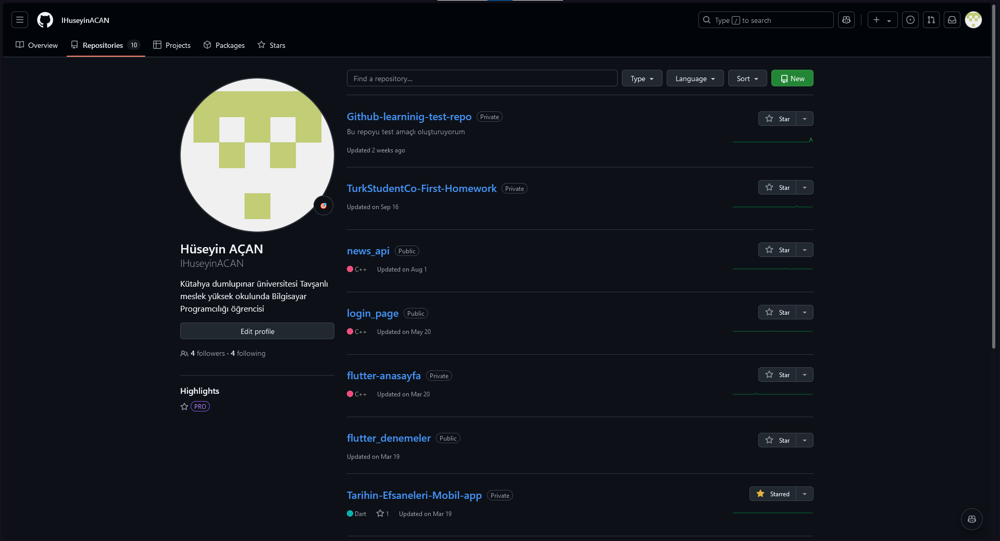 IHuseyinACAN
Type / to search
Overview
Repositories 10
Projects
Packages
Stars
Hüseyin AÇAN
IHuseyinACAN
Kütahya dumlupınar üniversitesi Tavşanlı
meslek yüksek okulunda Bilgisayar
Programcılığı öğrencisi
Edit profile
4 followers · 4 following
Highlights
PRO
Find a repository...
Type
Language
Sort
New
Github-learninig-test-repo Private
Star
Bu repoyu test amaçlı oluşturuyorum
Updated 2 weeks ago
TurkStudentCo-First-Homework Private
Star
Updated on Sep 16
news_api Public
Star
C++ Updated on Aug 1
login_page Public
Star
C++ Updated on May 20
flutter-anasayfa Private
Star
C++ Updated on Mar 20
flutter_denemeler Public
Star
Updated on Mar 19
Tarihin-Efsaneleri-Mobil-app Private
Starred
Dart 1 Updated on Mar 19